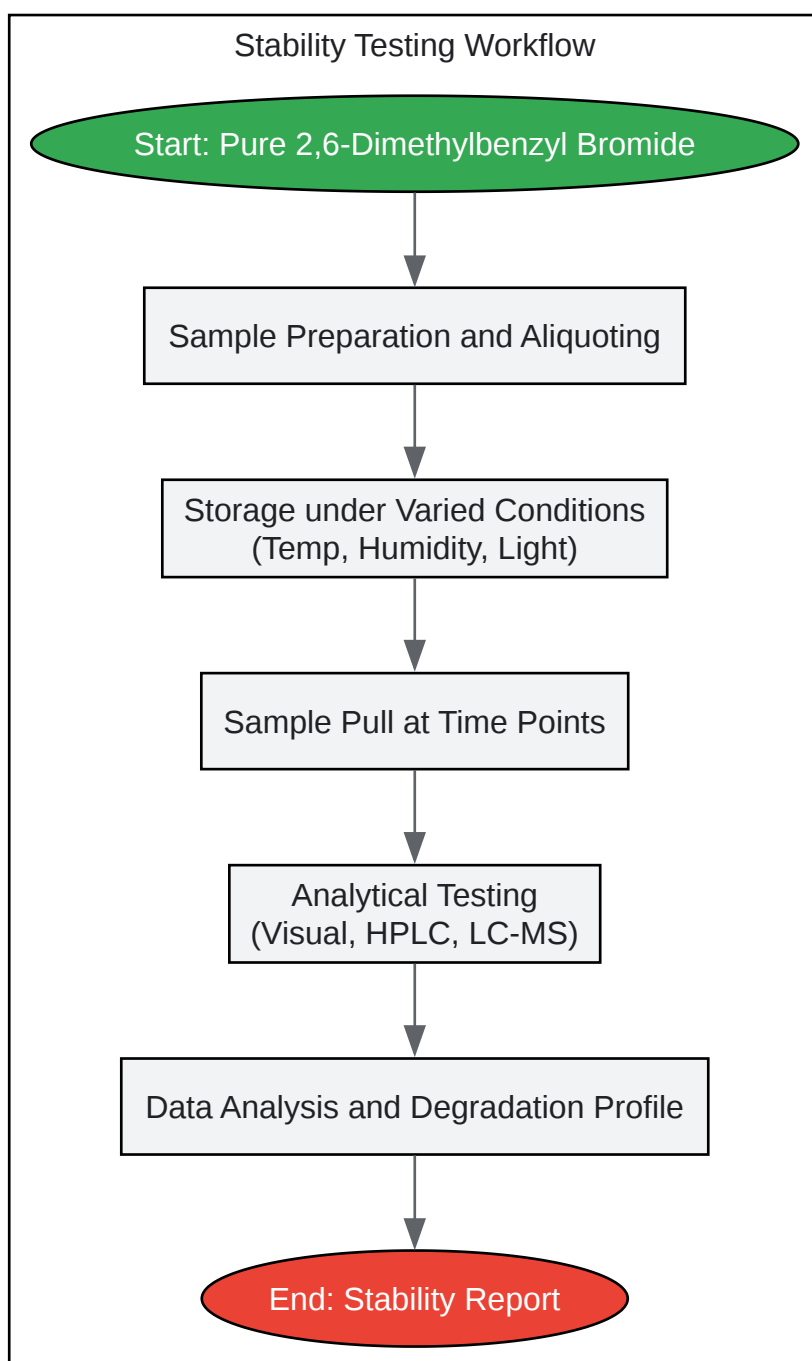 Stability Testing Workflow
Start: Pure 2,6-Dimethylbenzyl Bromide
Sample Preparation and Aliquoting
Storage under Varied Conditions
(Temp, Humidity, Light)
Sample Pull at Time Points
Analytical Testing
(Visual, HPLC, LC-MS)
Data Analysis and Degradation Profile
End: Stability Report